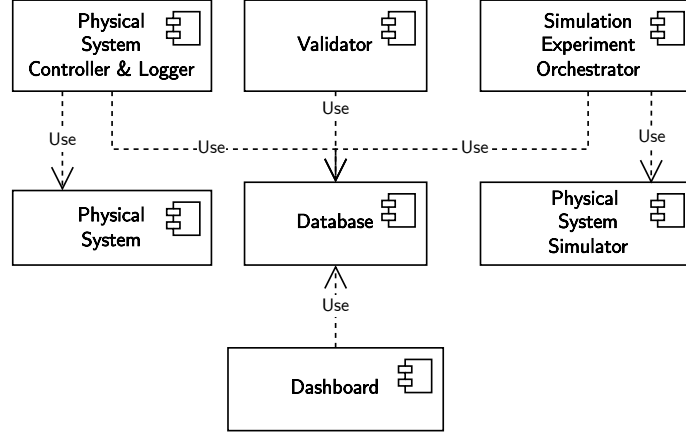 Physical
System
Controller & Logger
Validator
Simulation
Experiment
Orchestrator
Use
Use
Use
Use
Use
Physical
System
Database
Physical
System
Simulator
Use
Dashboard